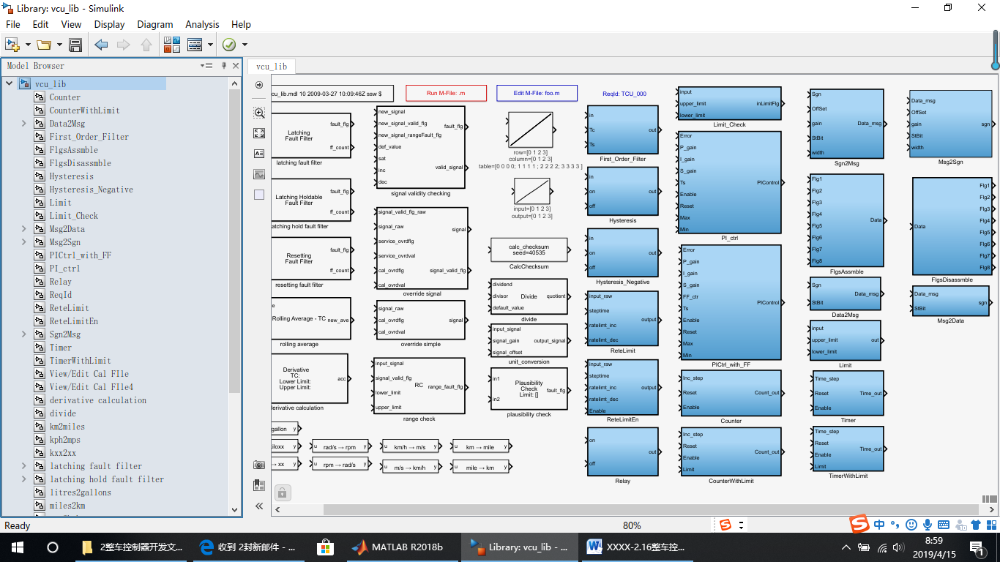 Library: vcu_lib - Simulink
File Edit View Display Diagram Analysis Help
Model Browser
vcu_lib
Counter
CounterWithLimit
Data2Msg
First_Order_Filter
FlgsAssmble
FlgsDisassmble
Hysteresis
Hysteresis_Negative
Limit
Limit_Check
Msg2Data
Msg2Sgn
PICtrl_with_FF
PI_ctrl
Relay
ReqId
ReteLimit
ReteLimitEn
Sgn2Msg
Timer
TimerWithLimit
View/Edit Cal FIle
View/Edit Cal FIle4
derivative calculation
divide
km2miles
kph2mps
kxx2xx
latching fault filter
latching hold fault filter
litres2gallons
miles2km
vcu_lib
cu_lib.mdl 10 2009-03-27 10:09:46Z ssw $
Run M-File: .m
Edit M-File: foo.m
ReqId: TCU_000
Latching
Fault Filter
fault_flg
ff_count
latching fault filter
Latching Holdable
Fault Filter
fault_flg
ff_count
atching hold fault filter
Resetting
Fault Filter
fault_flg
ff_count
resetting fault filter
e
Rolling Average - TC
new_ave
rolling average
Derivative
TC:
Lower Limit:
Upper Limit:
acc
derivative calculation
gallon y
iloxx y
→ xx y
u rad/s → rpm y
u rpm → rad/s y
u km/h → m/s y
u m/s → km/h y
u km → mile y
u mile → km y
new_signal
new_signal_valid_flg
new_signal_rangeFault_flg
def_value
sat
inc
dec
fault_flg
valid_signal
signal validity checking
signal_valid_flg_raw
signal_raw
service_ovrdflg
service_ovrdval
cal_ovrdflg
cal_ovrdval
signal
signal_valid_flg
override signal
signal_raw
cal_ovrdflg
cal_ovrdval
signal
override simple
input_signal
signal_valid_flg
lower_limit
upper_limit
RC
range_fault_flg
range check
row=[0 1 2 3]
column=[0 1 2 3]
table=[0 0 0 0; 1 1 1 1 ; 2 2 2 2; 3 3 3 3 ]
input=[0 1 2 3]
output=[0 1 2 3]
calc_checksum
seed=40535
CalcChecksum
dividend
divisor
default_value
Divide
quotient
divide
input_signal
signal_gain
signal_offset
output_signal
unit_conversion
in1
in2
Plausibility
Check
Limit: []
fault_flg
plausibility check
in
Tc
Ts
out
First_Order_Filter
in
on
off
out
Hysteresis
in
on
off
out
Hysteresis_Negative
input_raw
steptime
ratelimt_inc
ratelimt_dec
output
ReteLimit
input_raw
steptime
ratelimt_inc
ratelimt_dec
Enable
output
ReteLimitEn
on
off
out
Relay
input
upper_limit
lower_limit
inLimitFlg
Limit_Check
Error
P_gain
I_gain
S_gain
Ts
Enable
Reset
Max
Min
PIControl
PI_ctrl
Error
P_gain
I_gain
S_gain
FF_ctr
Ts
Enable
Reset
Max
Min
PIControl
PICtrl_with_FF
Inc_step
Reset
Enable
Count_out
Counter
Inc_step
Reset
Enable
Limit
Count_out
CounterWithLimit
Sgn
OffSet
gain
StBit
width
Data_msg
Sgn2Msg
Flg1
Flg2
Flg3
Flg4
Flg5
Flg6
Flg7
Flg8
Data
FlgsAssmble
Sgn
StBit
Data_msg
Data2Msg
input
upper_limit
lower_limit
out
Limit
Time_step
Reset
Enable
Time_out
Timer
Time_step
Reset
Enable
Limit
Time_out
TimerWithLimit
Data_msg
OffSet
gain
StBit
width
sgn
Msg2Sgn
Data
Flg1
Flg2
Flg3
Flg4
Flg5
Flg6
Flg7
Flg8
FlgsDisassmble
Data_msg
StBit
sgn
Msg2Data
Ready
80%
中
2整车控制器开发文...
收到 2封新邮件 - ...
MATLAB R2018b
Library: vcu_lib - ...
XXXX-2.16整车控...
8:59
2019/4/15
1